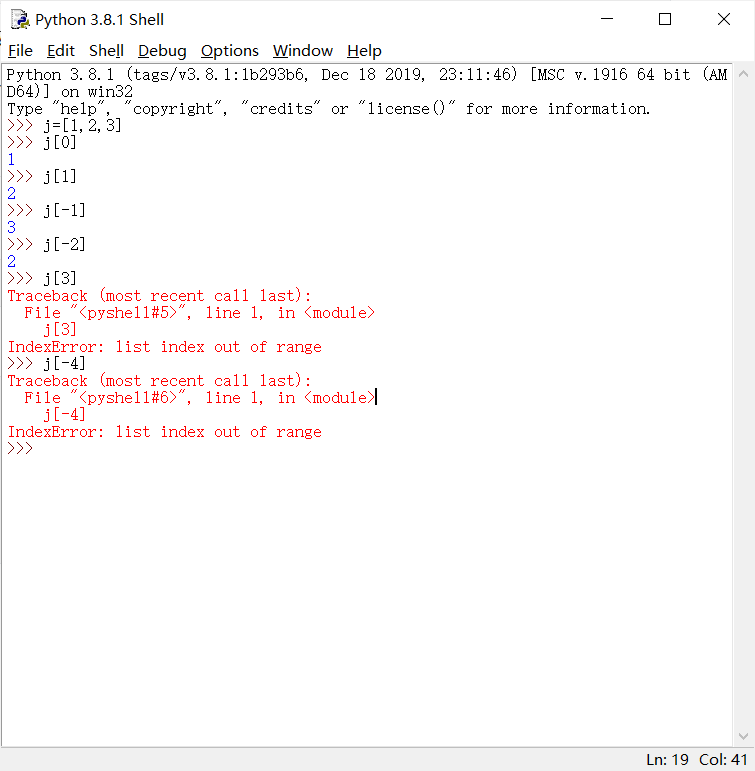 Python 3.8.1 Shell
File Edit Shell Debug Options Window Help
Python 3.8.1 (tags/v3.8.1:1b293b6, Dec 18 2019, 23:11:46) [MSC v.1916 64 bit (AM
D64)] on win32
Type "help", "copyright", "credits" or "license()" for more information.
>>> j=[1,2,3]
>>> j[0]
1
>>> j[1]
2
>>> j[-1]
3
>>> j[-2]
2
>>> j[3]
Traceback (most recent call last):
  File "<pyshell#5>", line 1, in <module>
    j[3]
IndexError: list index out of range
>>> j[-4]
Traceback (most recent call last):
  File "<pyshell#6>", line 1, in <module>
    j[-4]
IndexError: list index out of range
>>>
Ln: 19 Col: 41